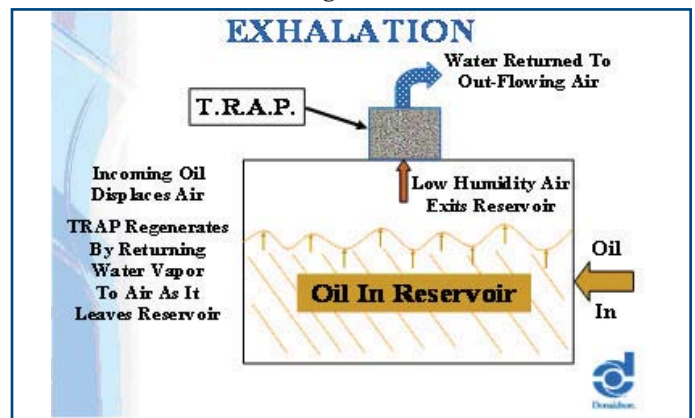 EXHALATION
Water Returned To
Out-Flowing Air
T.R.A.P.
Incoming Oil
Displaces Air
Low Humidity Air
Exits Reservoir
TRAP Regenerates
By Returning
Water Vapor
To Air As It
Leaves Reservoir
Oil
In
Oil In Reservoir
Donaldson.